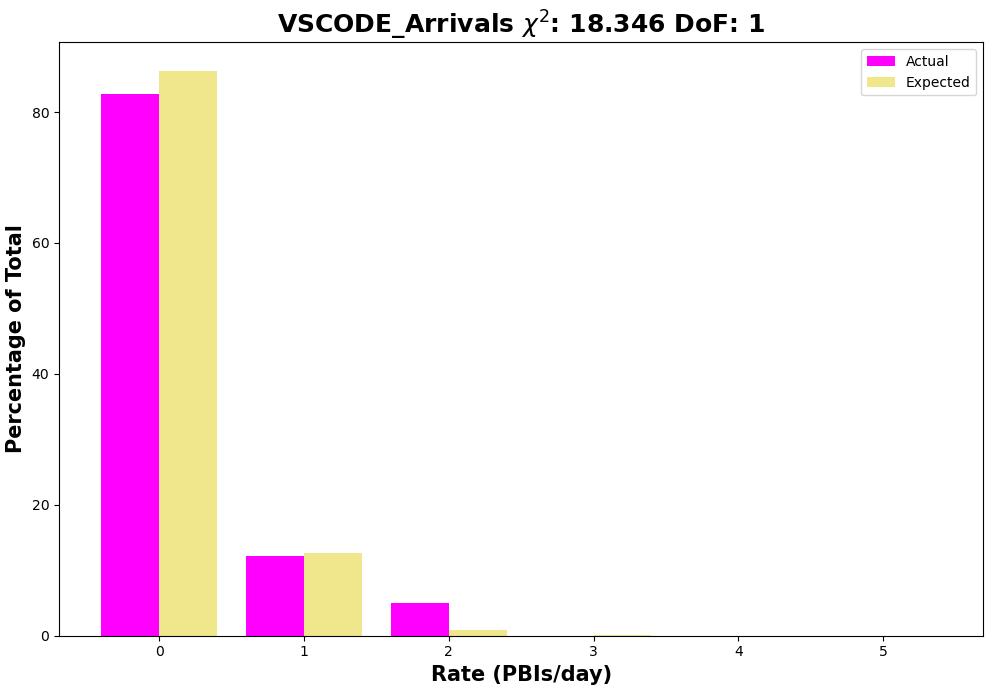 VSCODE_Arrivals χ²: 18.346 DoF: 1
Actual
Expected
Percentage of Total
80
60
40
20
0
0 1 2 3 4 5
Rate (PBIs/day)